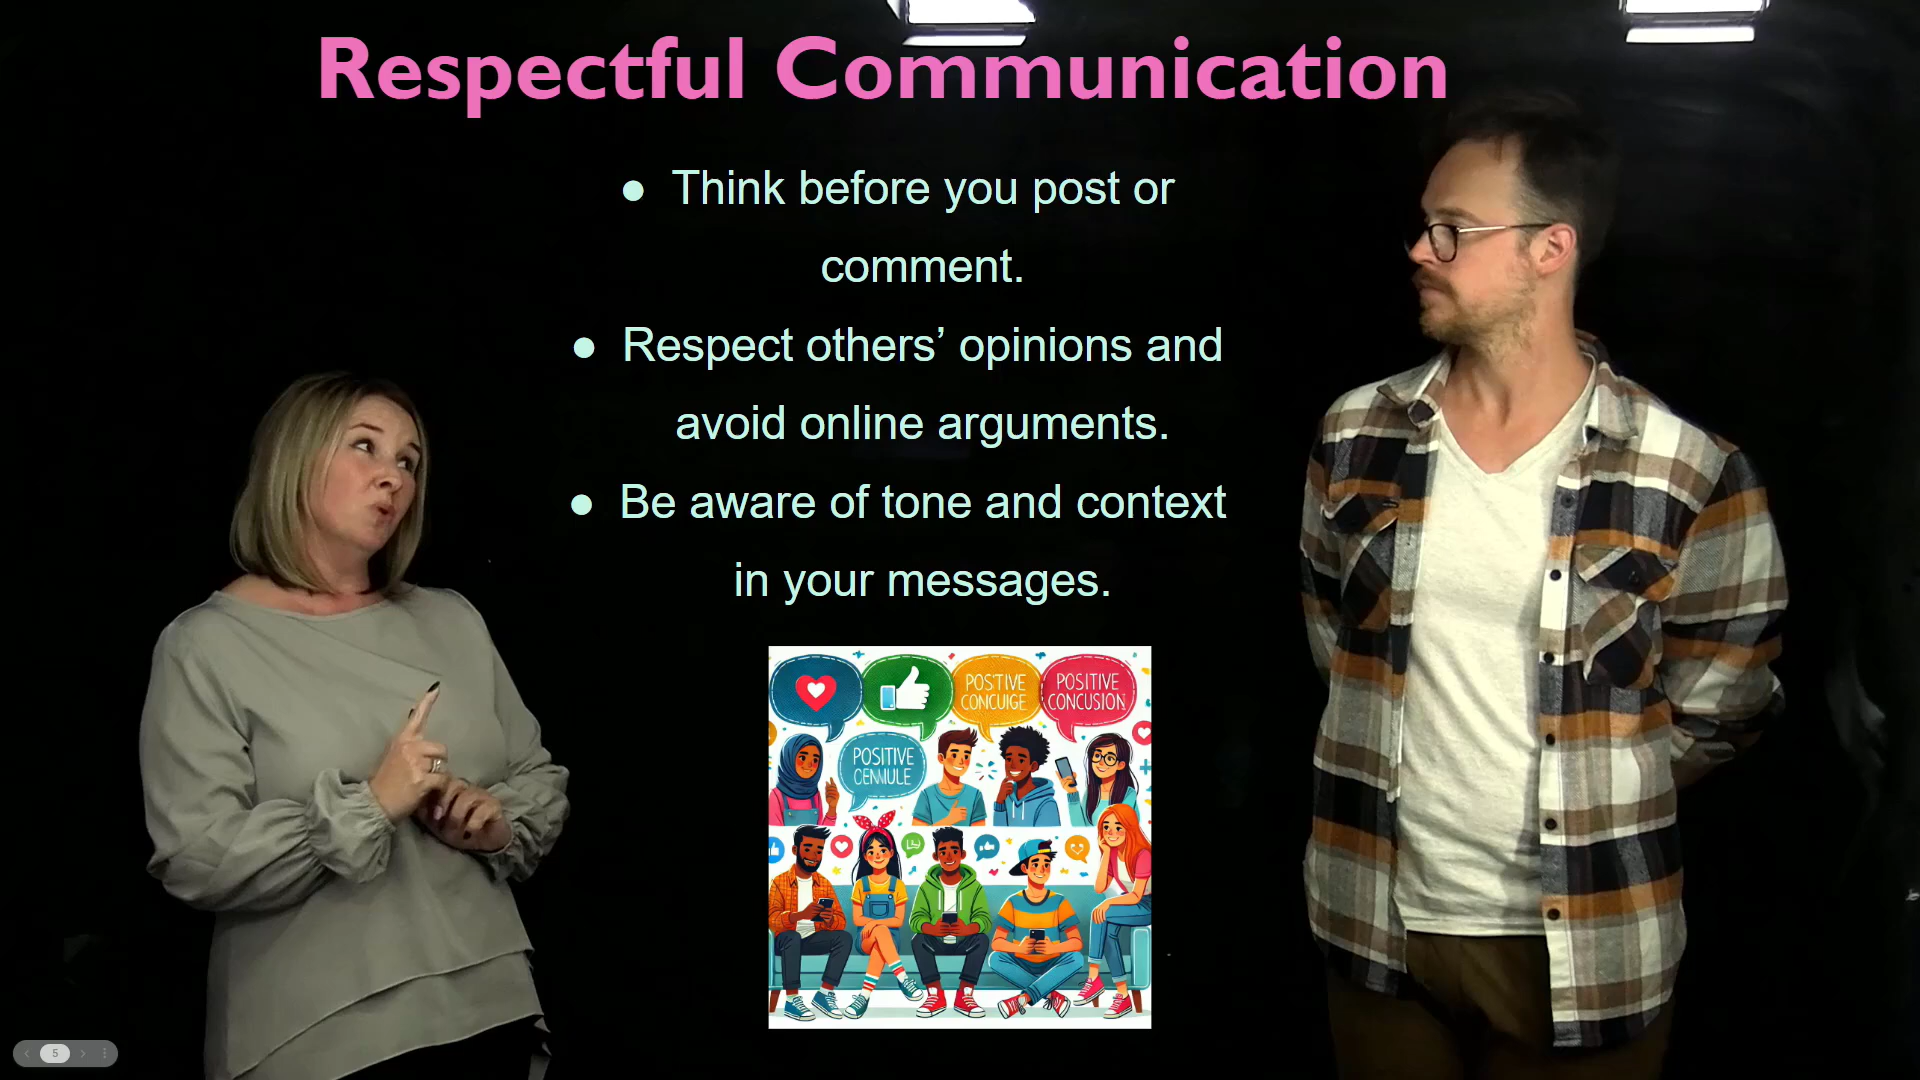 Respectful Communication
● Think before you post or
comment.
● Respect others’ opinions and
avoid online arguments.
● Be aware of tone and context
in your messages.
POSTIVE
CONCUIGE
POSITIVE
CONCUSION
POSITIVE
5